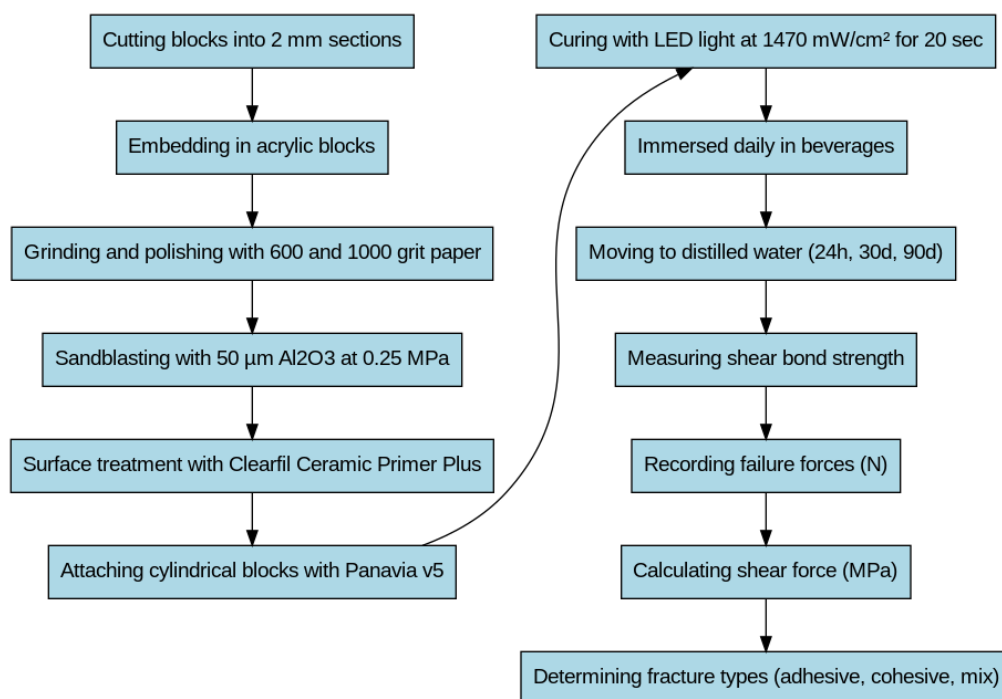 Cutting blocks into 2 mm sections
Embedding in acrylic blocks
Grinding and polishing with 600 and 1000 grit paper
Sandblasting with 50 µm Al2O3 at 0.25 MPa
Surface treatment with Clearfil Ceramic Primer Plus
Attaching cylindrical blocks with Panavia v5
Curing with LED light at 1470 mW/cm² for 20 sec
Immersed daily in beverages
Moving to distilled water (24h, 30d, 90d)
Measuring shear bond strength
Recording failure forces (N)
Calculating shear force (MPa)
Determining fracture types (adhesive, cohesive, mix)